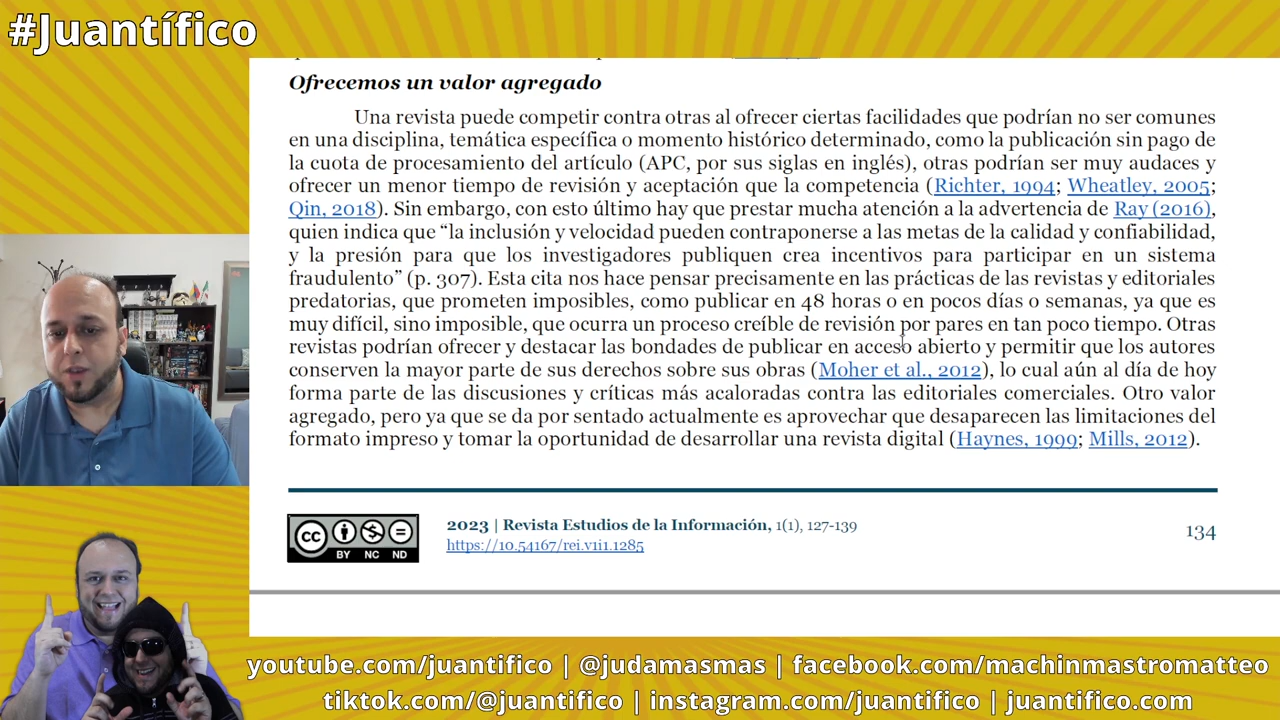 #Juantífico
Ofrecemos un valor agregado
Una revista puede competir contra otras al ofrecer ciertas facilidades que podrían no ser comunes
en una disciplina, temática específica o momento histórico determinado, como la publicación sin pago de
la cuota de procesamiento del artículo (APC, por sus siglas en inglés), otras podrían ser muy audaces y
ofrecer un menor tiempo de revisión y aceptación que la competencia (Richter, 1994; Wheatley, 2005;
Qin, 2018). Sin embargo, con esto último hay que prestar mucha atención a la advertencia de Ray (2016),
quien indica que “la inclusión y velocidad pueden contraponerse a las metas de la calidad y confiabilidad,
y la presión para que los investigadores publiquen crea incentivos para participar en un sistema
fraudulento” (p. 307). Esta cita nos hace pensar precisamente en las prácticas de las revistas y editoriales
predatorias, que prometen imposibles, como publicar en 48 horas o en pocos días o semanas, ya que es
muy difícil, sino imposible, que ocurra un proceso creíble de revisión por pares en tan poco tiempo. Otras
revistas podrían ofrecer y destacar las bondades de publicar en acceso abierto y permitir que los autores
conserven la mayor parte de sus derechos sobre sus obras (Moher et al., 2012), lo cual aún al día de hoy
forma parte de las discusiones y críticas más acaloradas contra las editoriales comerciales. Otro valor
agregado, pero ya que se da por sentado actualmente es aprovechar que desaparecen las limitaciones del
formato impreso y tomar la oportunidad de desarrollar una revista digital (Haynes, 1999; Mills, 2012).
cc BY NC ND
2023 | Revista Estudios de la Información, 1(1), 127-139
https://10.54167/rei.v1i1.1285
134
youtube.com/juantifico | @judamasmas | facebook.com/machinmastromatteo
tiktok.com/@juantifico | instagram.com/juantifico | juantifico.com